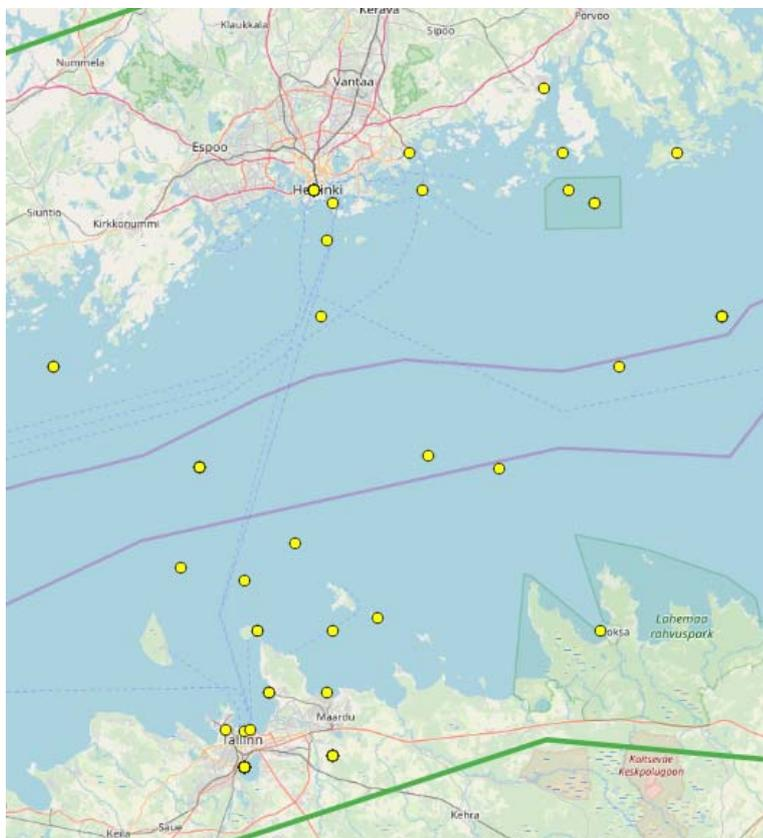 Kerava
Klaukkala
Sipoo
Porvoo
Nummela
Vantaa
Espoo
Helsinki
Siuntio
Kirkkonummi
Lahemaa
rahvuspark
Loksa
Maardu
Tallinn
Kaitseväe
Keskpolügoon
Kehra
Saue
Keila